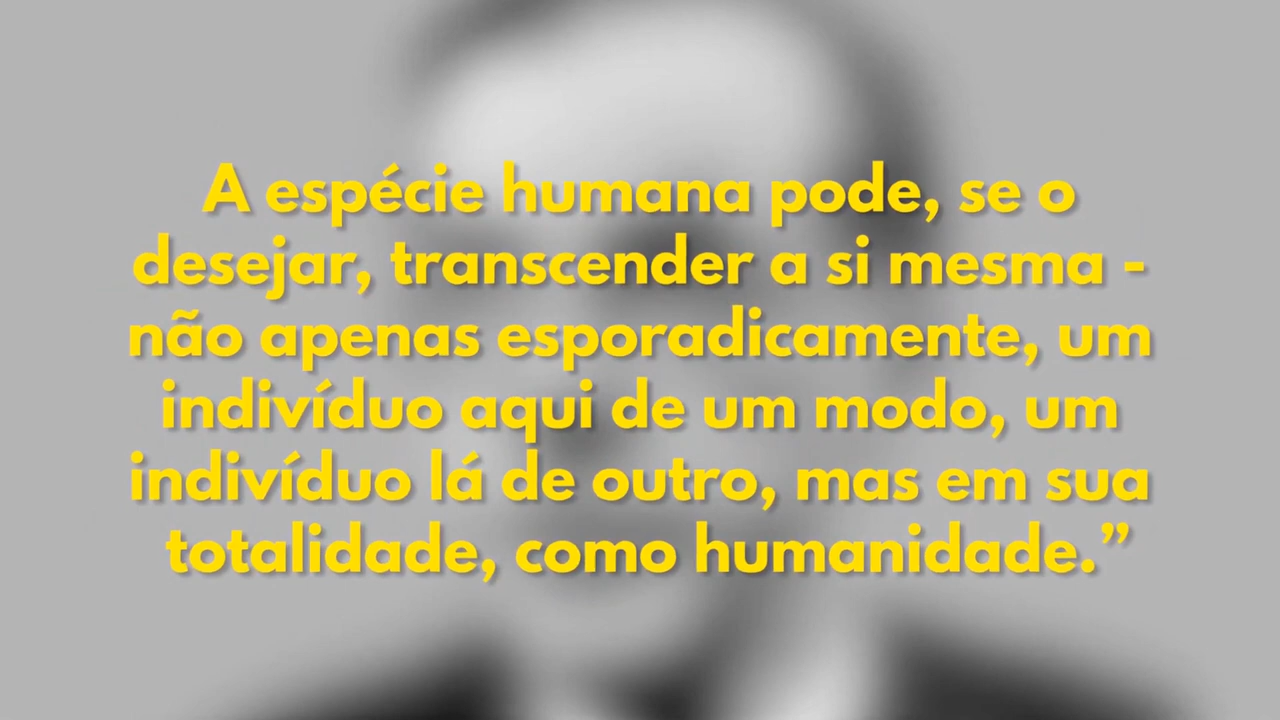 A espécie humana pode, se o
desejar, transcender a si mesma -
não apenas esporadicamente, um
indivíduo aqui de um modo, um
indivíduo lá de outro, mas em sua
totalidade, como humanidade.”